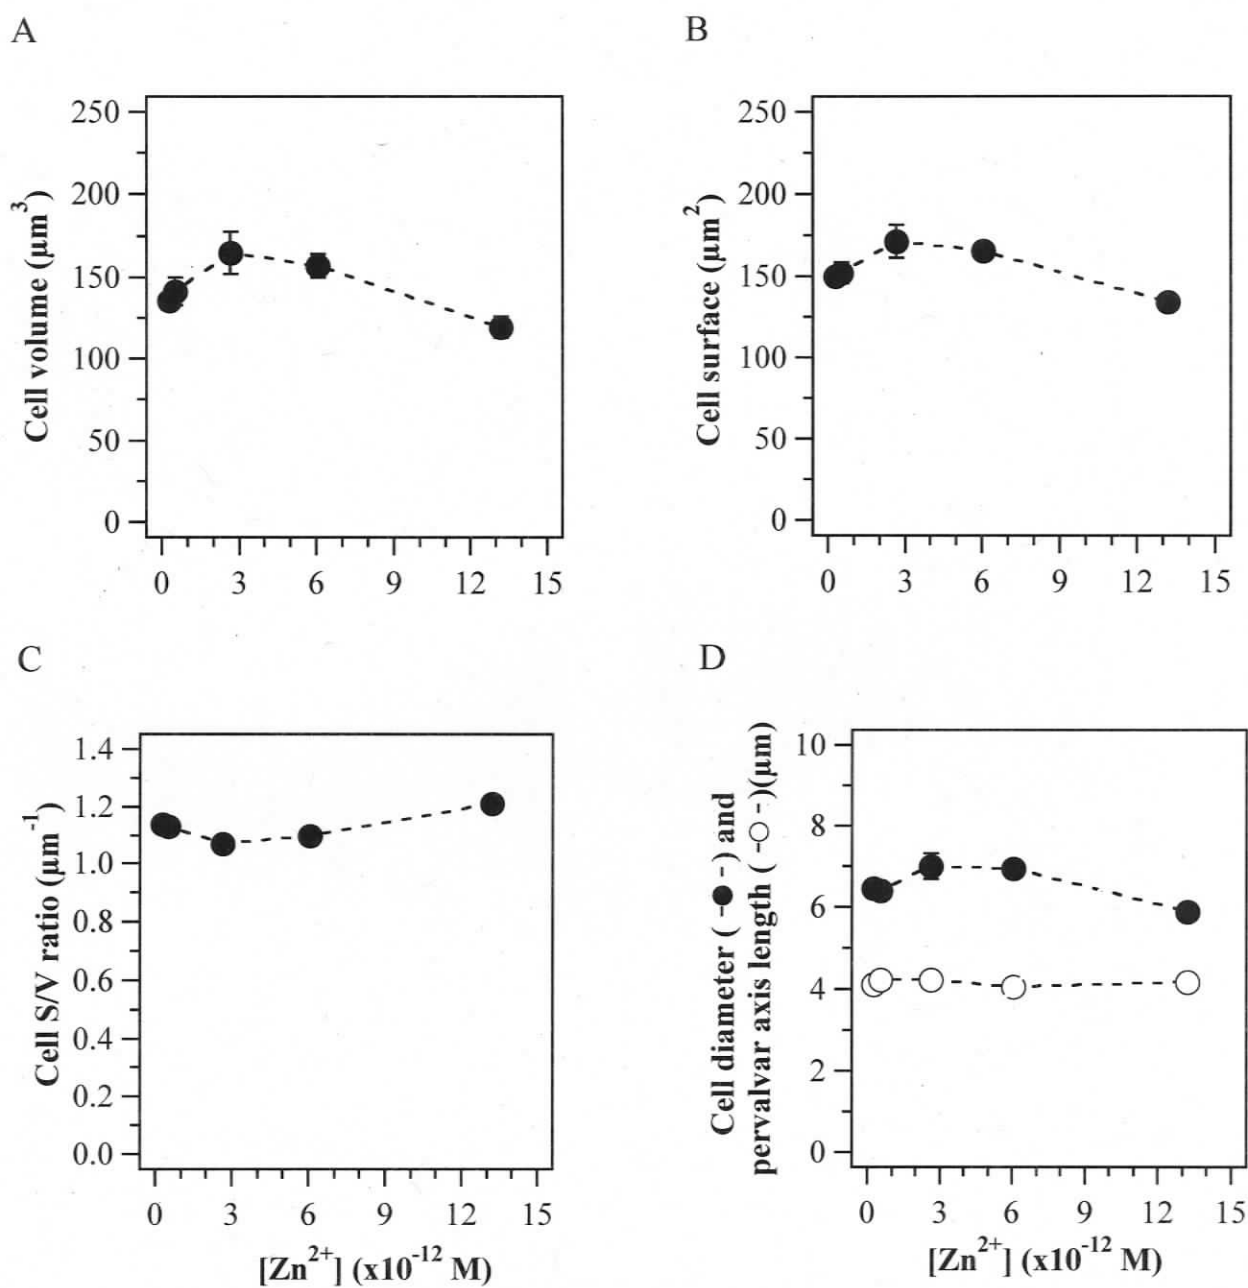 A
B
250
200
150
100
50
0
Cell volume (μm³)
0 3 6 9 12 15
250
200
150
100
50
0
Cell surface (μm²)
0 3 6 9 12 15
C
D
1.4
1.2
1.0
0.8
0.6
0.4
0.2
0.0
Cell S/V ratio (μm⁻¹)
0 3 6 9 12 15
[Zn²⁺] (x10⁻¹² M)
10
8
6
4
2
0
Cell diameter ( -●- ) and
pervalvar axis length ( -○- )(μm)
0 3 6 9 12 15
[Zn²⁺] (x10⁻¹² M)